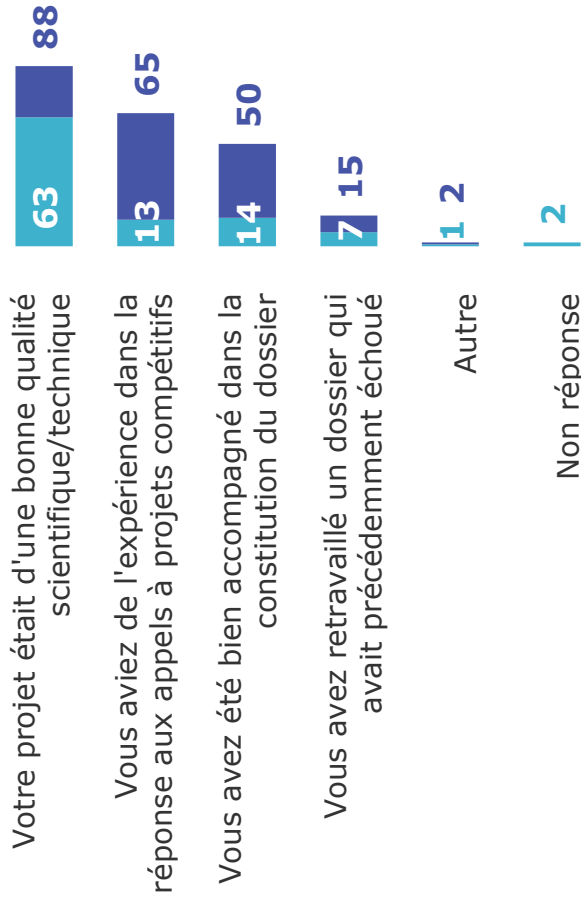 Votre projet était d'une bonne qualité
scientifique/technique
63
88
Vous aviez de l'expérience dans la
réponse aux appels à projets compétitifs
13
65
Vous avez été bien accompagné dans la
constitution du dossier
14
50
Vous avez retravaillé un dossier qui
avait précédemment échoué
7
15
Autre
1
2
Non réponse
2